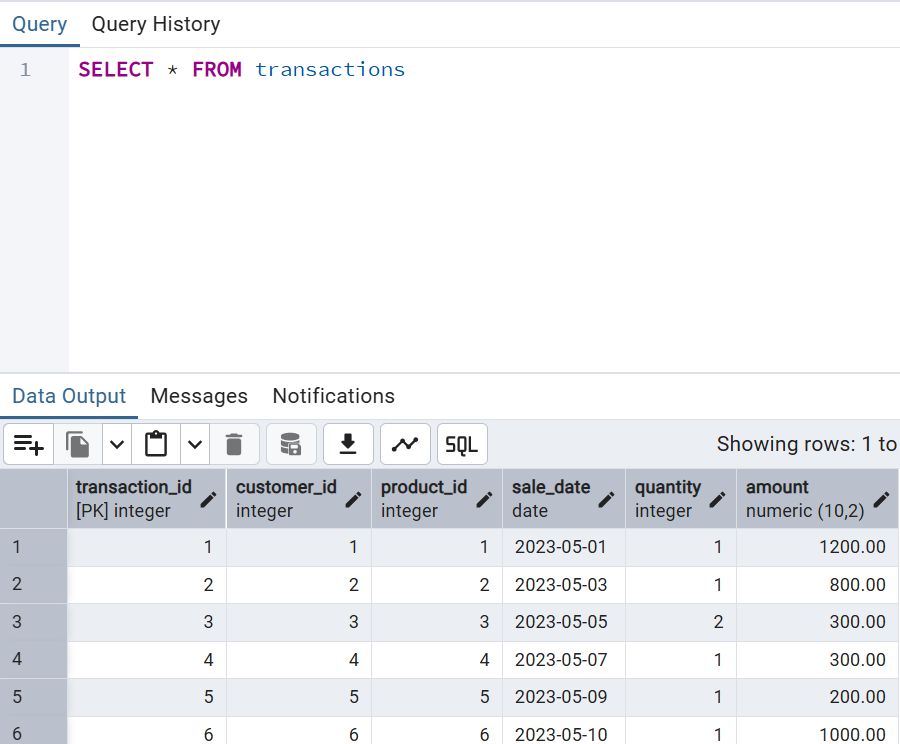 Query Query History
1 SELECT * FROM transactions
Data Output Messages Notifications
SQL Showing rows: 1 to
transaction_id customer_id product_id sale_date quantity amount
[PK] integer integer integer date integer numeric (10,2)
1 1 1 1 2023-05-01 1 1200.00
2 2 2 2 2023-05-03 1 800.00
3 3 3 3 2023-05-05 2 300.00
4 4 4 4 2023-05-07 1 300.00
5 5 5 5 2023-05-09 1 200.00
6 6 6 6 2023-05-10 1 1000.00